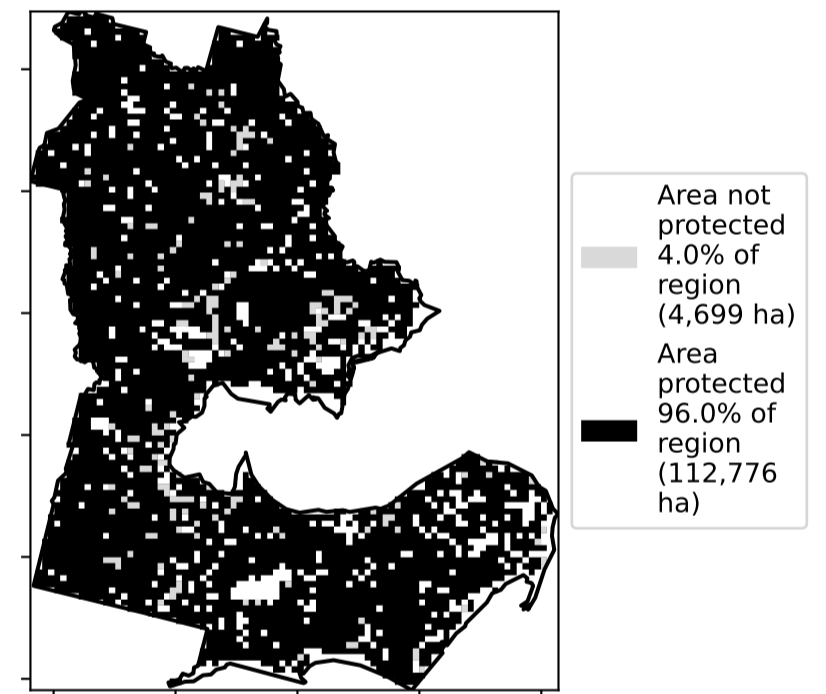 Area not
protected
4.0% of
region
(4,699 ha)
Area
protected
96.0% of
region
(112,776
ha)